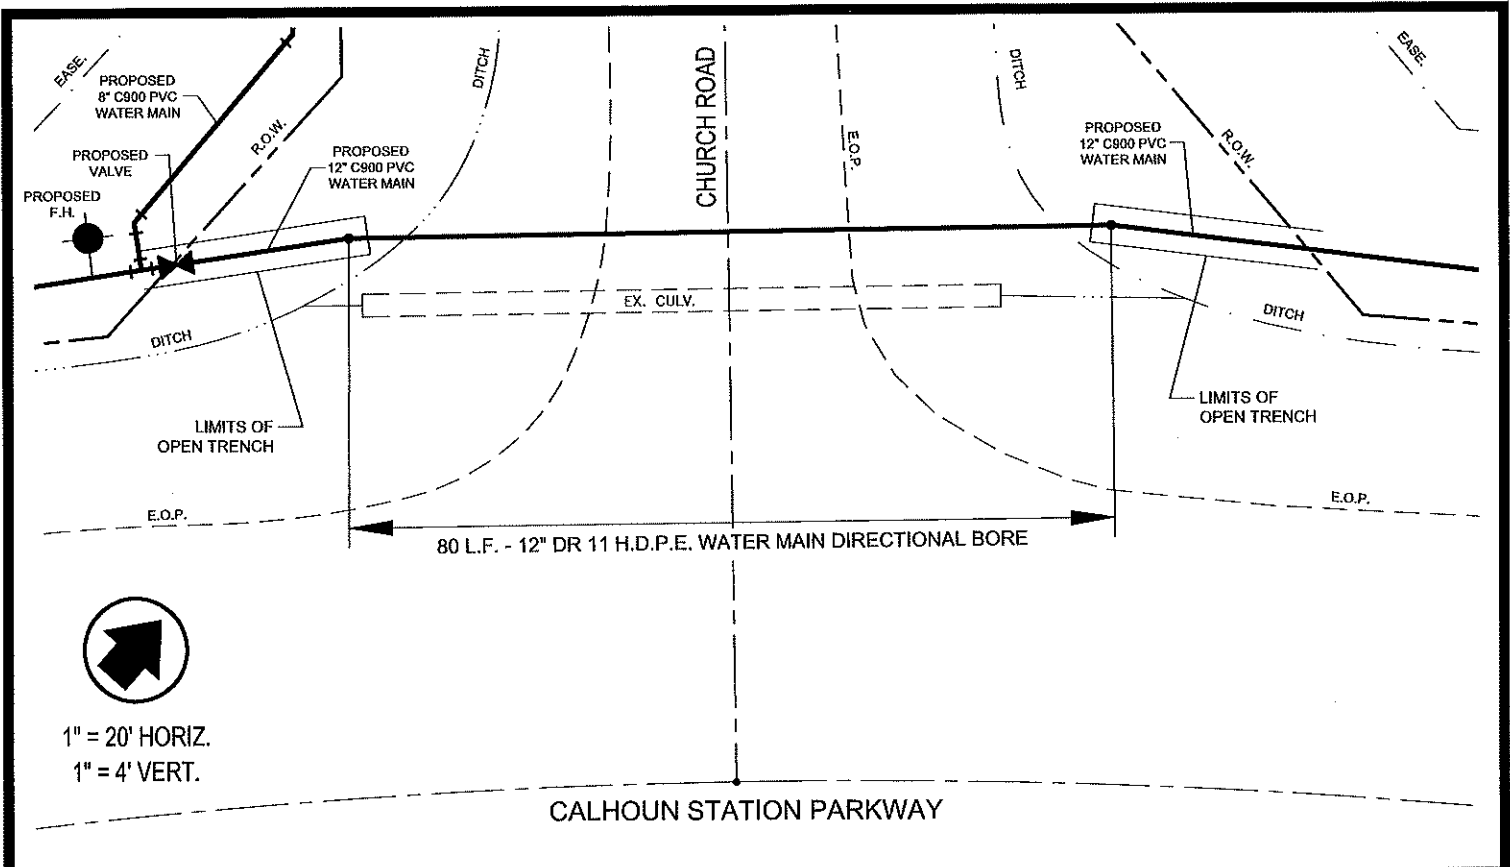 EASE.
PROPOSED
8" C900 PVC
WATER MAIN
PROPOSED
VALVE
PROPOSED
F.H.
R.O.W.
PROPOSED
12" C900 PVC
WATER MAIN
DITCH
CHURCH ROAD
E.O.P.
DITCH
PROPOSED
12" C900 PVC
WATER MAIN
R.O.W.
EASE.
EX. CULV.
DITCH
DITCH
LIMITS OF
OPEN TRENCH
LIMITS OF
OPEN TRENCH
E.O.P.
E.O.P.
80 L.F. - 12" DR 11 H.D.P.E. WATER MAIN DIRECTIONAL BORE
1" = 20' HORIZ.
1" = 4' VERT.
CALHOUN STATION PARKWAY